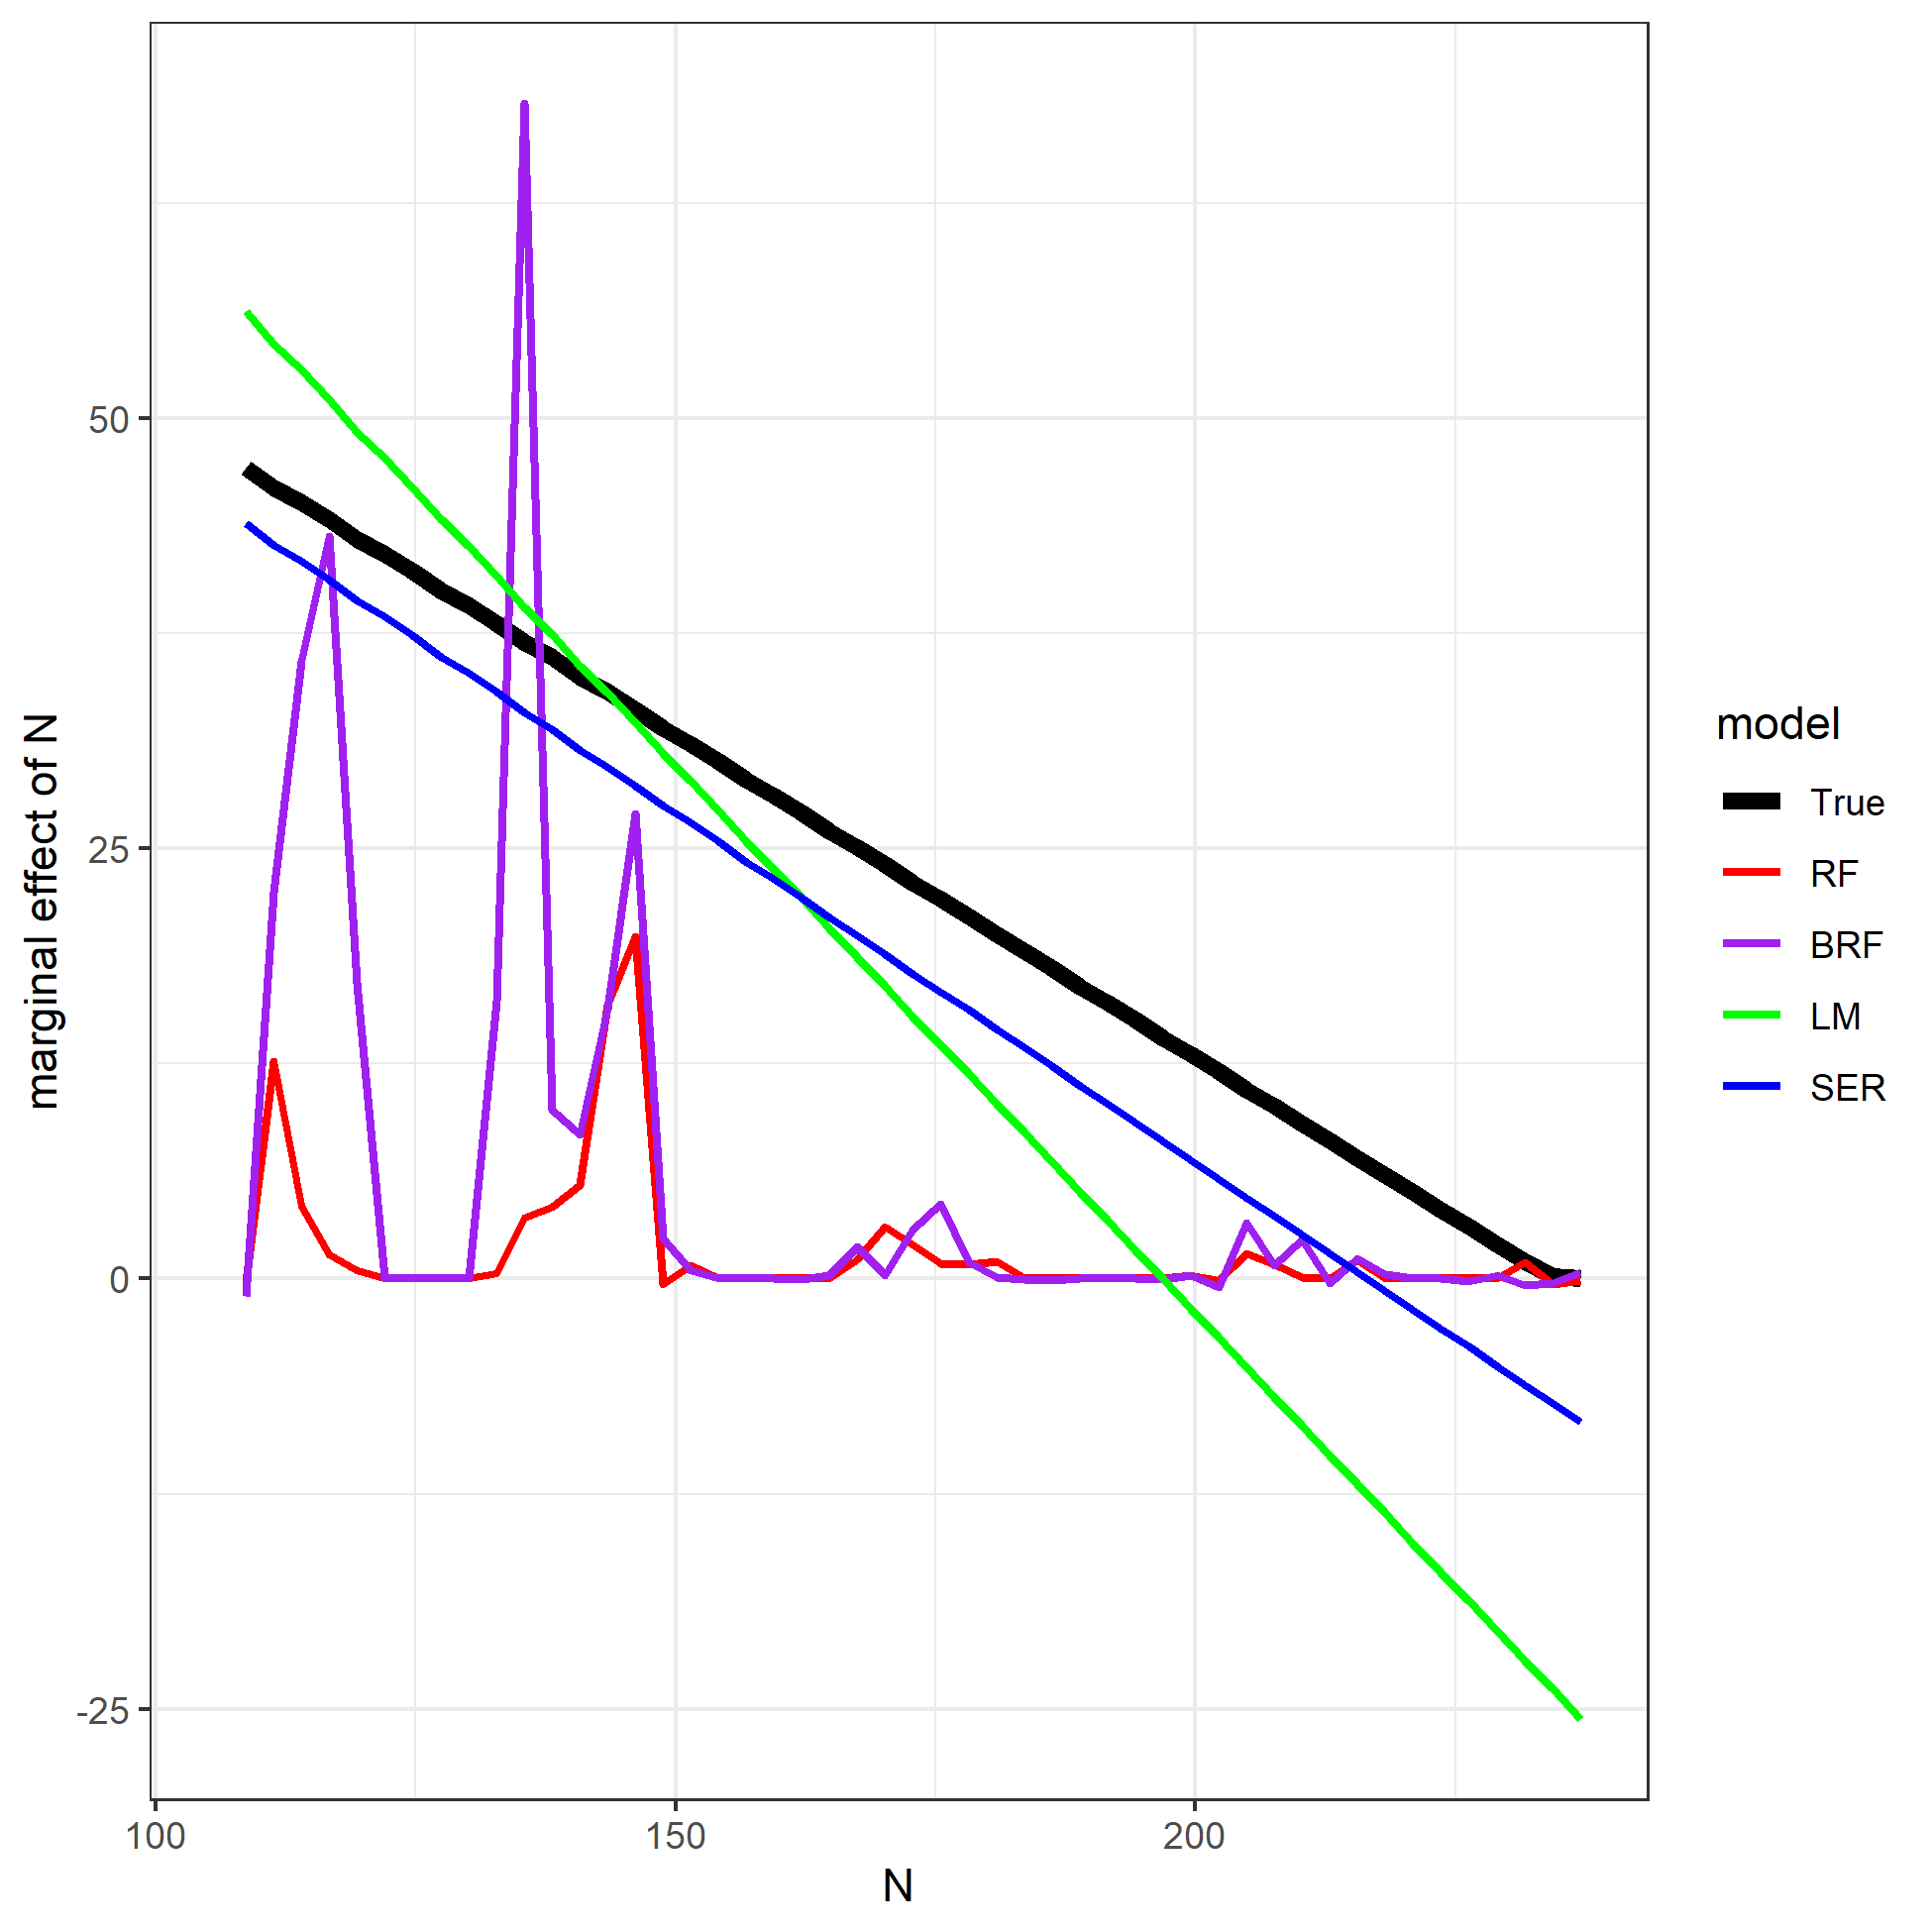 marginal effect of N
50
25
0
-25
100
150
200
N
model
True
RF
BRF
LM
SER